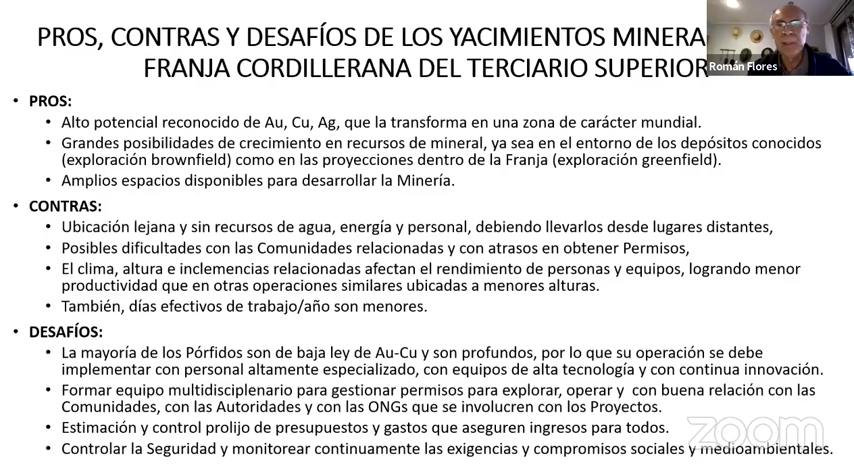 PROS, CONTRAS Y DESAFÍOS DE LOS YACIMIENTOS MINERA
FRANJA CORDILLERANA DEL TERCIARIO SUPERIOR
Román Flores
• PROS:
• Alto potencial reconocido de Au, Cu, Ag, que la transforma en una zona de carácter mundial.
• Grandes posibilidades de crecimiento en recursos de mineral, ya sea en el entorno de los depósitos conocidos
(exploración brownfield) como en las proyecciones dentro de la Franja (exploración greenfield).
• Amplios espacios disponibles para desarrollar la Minería.
• CONTRAS:
• Ubicación lejana y sin recursos de agua, energía y personal, debiendo llevarlos desde lugares distantes,
• Posibles dificultades con las Comunidades relacionadas y con atrasos en obtener Permisos,
• El clima, altura e inclemencias relacionadas afectan el rendimiento de personas y equipos, logrando menor
productividad que en otras operaciones similares ubicadas a menores alturas.
• También, días efectivos de trabajo/año son menores.
• DESAFÍOS:
• La mayoría de los Pórfidos son de baja ley de Au-Cu y son profundos, por lo que su operación se debe
implementar con personal altamente especializado, con equipos de alta tecnología y con continua innovación.
• Formar equipo multidisciplenario para gestionar permisos para explorar, operar y con buena relación con las
Comunidades, con las Autoridades y con las ONGs que se involucren con los Proyectos.
• Estimación y control prolijo de presupuestos y gastos que aseguren ingresos para todos.
• Controlar la Seguridad y monitorear continuamente las exigencias y compromisos sociales y medioambientales.
zoom